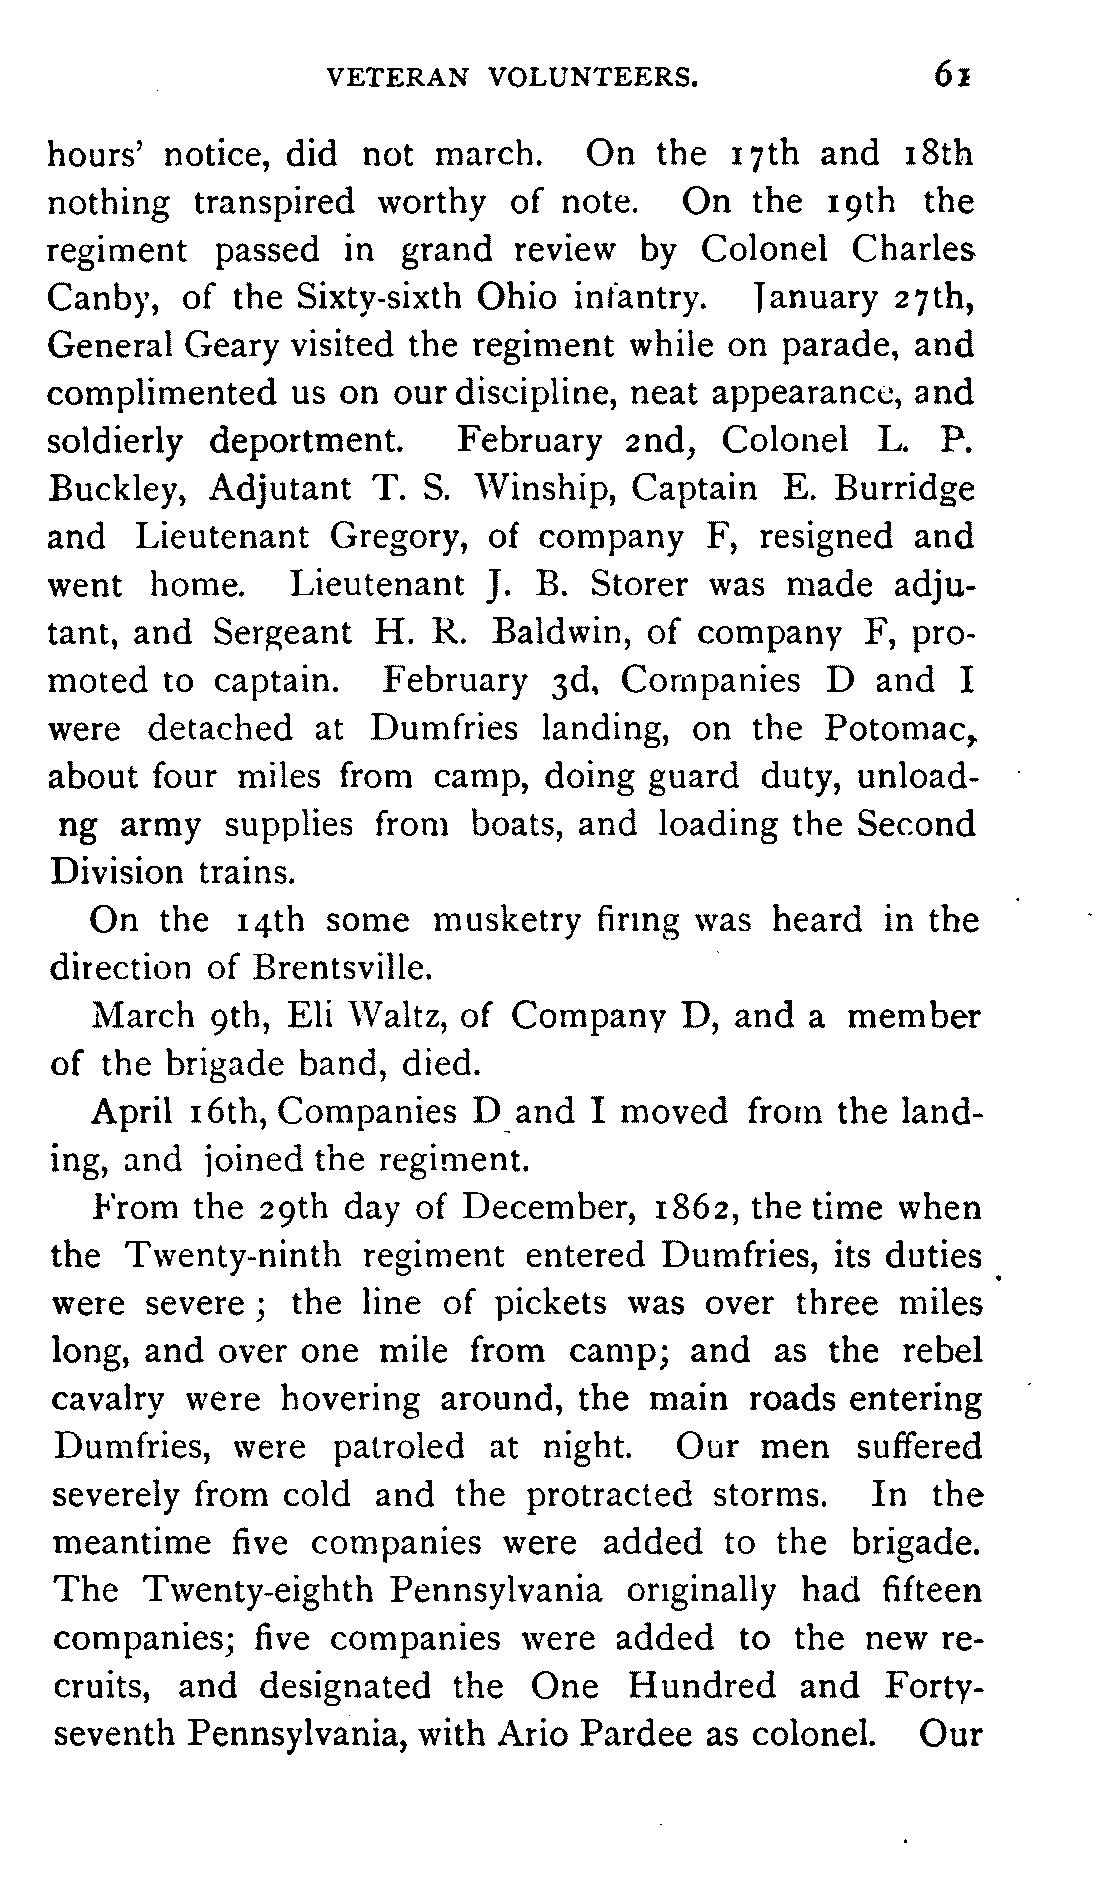 VETERAN VOLUNTEERS. 61
hours' notice, did not march. On the 17th and 18th
nothing transpired worthy of note. On the 19th the
regiment passed in grand review by Colonel Charles
Canby, of the Sixty-sixth Ohio infantry. January 27th,
General Geary visited the regiment while on parade, and
complimented us on our discipline, neat appearance, and
soldierly deportment. February 2nd, Colonel L. P.
Buckley, Adjutant T. S. Winship, Captain E. Burridge
and Lieutenant Gregory, of company F, resigned and
went home. Lieutenant J. B. Storer was made adju-
tant, and Sergeant H. R. Baldwin, of company F, pro-
moted to captain. February 3d, Companies D and I
were detached at Dumfries landing, on the Potomac,
about four miles from camp, doing guard duty, unload-
ng army supplies from boats, and loading the Second
Division trains.
On the 14th some musketry firing was heard in the
direction of Brentsville.
March 9th, Eli Waltz, of Company D, and a member
of the brigade band, died.
April 16th, Companies D and I moved from the land-
ing, and joined the regiment.
From the 29th day of December, 1862, the time when
the Twenty-ninth regiment entered Dumfries, its duties
were severe ; the line of pickets was over three miles
long, and over one mile from camp; and as the rebel
cavalry were hovering around, the main roads entering
Dumfries, were patroled at night. Our men suffered
severely from cold and the protracted storms. In the
meantime five companies were added to the brigade.
The Twenty-eighth Pennsylvania originally had fifteen
companies; five companies were added to the new re-
cruits, and designated the One Hundred and Forty-
seventh Pennsylvania, with Ario Pardee as colonel. Our